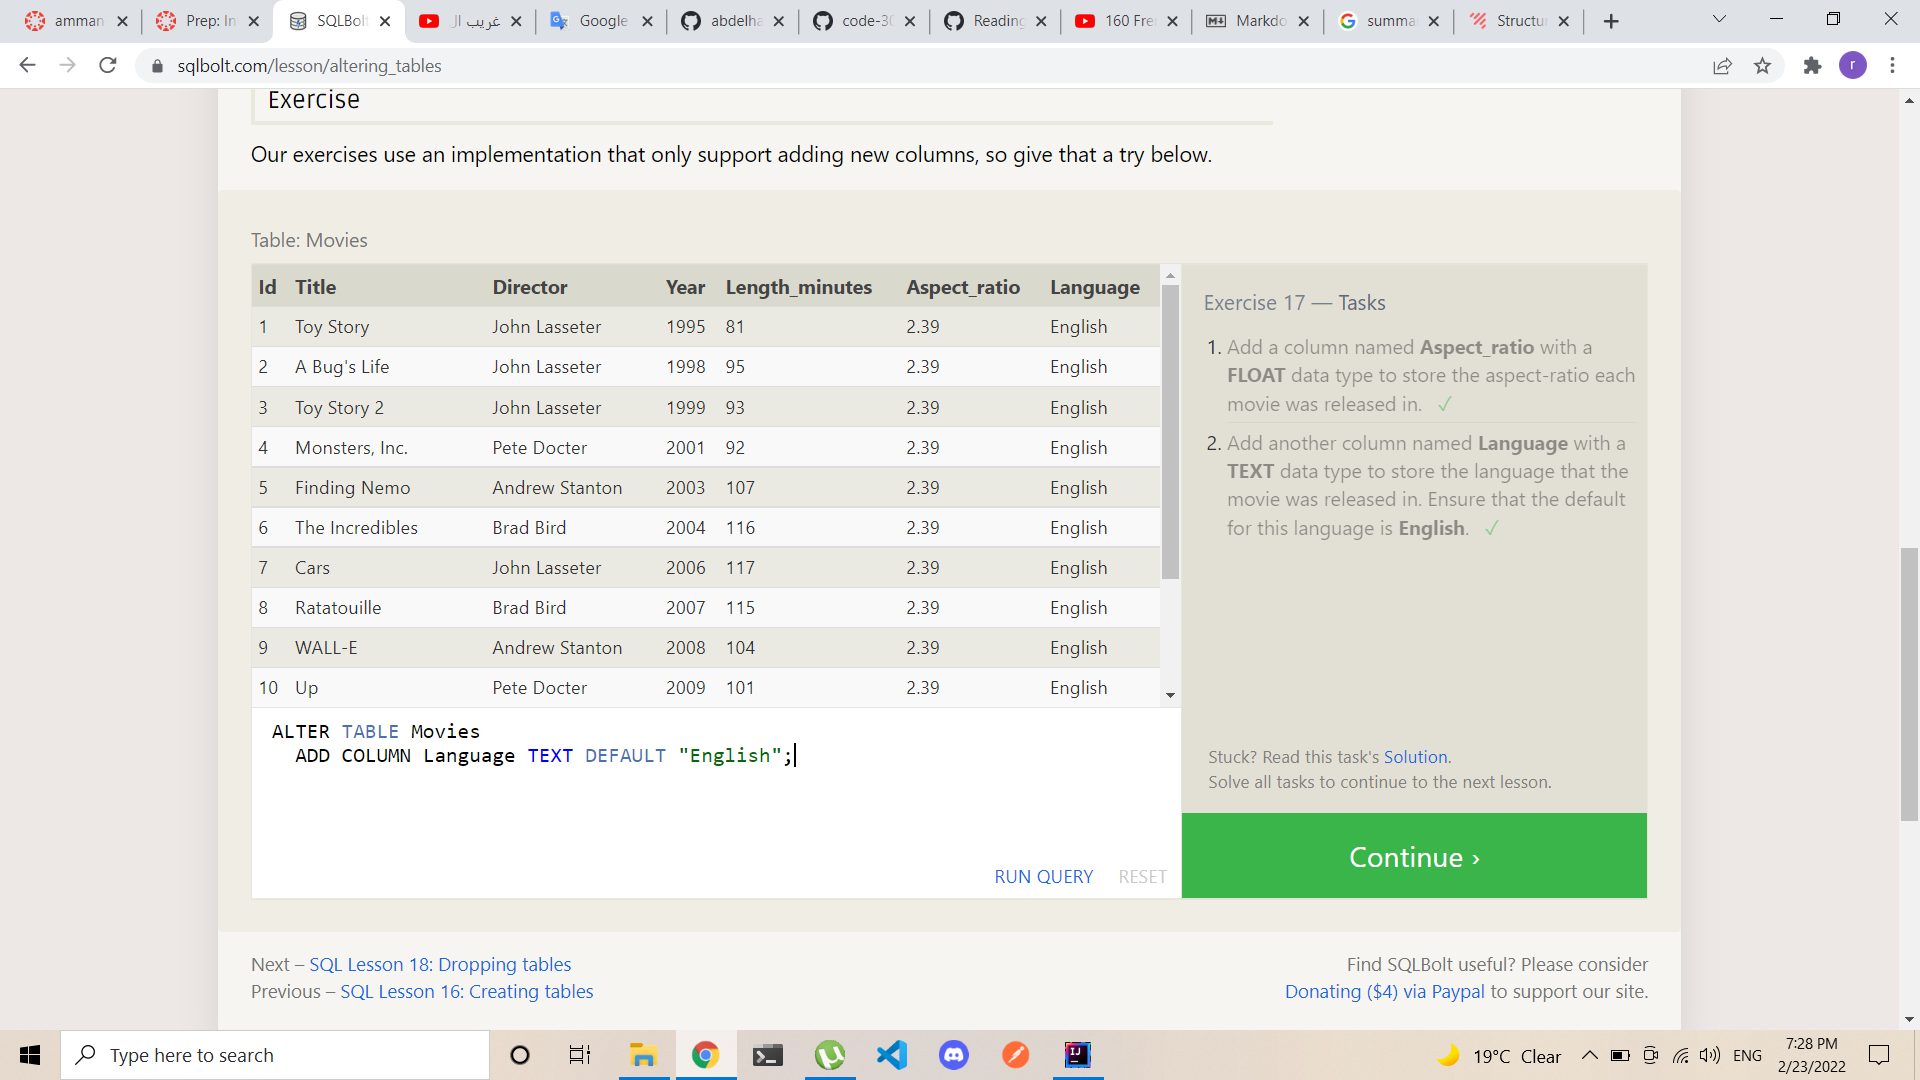 amman
Prep: In
SQLBolt
غريب ال
Google
abdelha
code-30
Reading
160 Fre
Markdo
summa
Structu
sqlbolt.com/lesson/altering_tables
r
Exercise
Our exercises use an implementation that only support adding new columns, so give that a try below.
Table: Movies
Id Title Director Year Length_minutes Aspect_ratio Language
1 Toy Story John Lasseter 1995 81 2.39 English
2 A Bug's Life John Lasseter 1998 95 2.39 English
3 Toy Story 2 John Lasseter 1999 93 2.39 English
4 Monsters, Inc. Pete Docter 2001 92 2.39 English
5 Finding Nemo Andrew Stanton 2003 107 2.39 English
6 The Incredibles Brad Bird 2004 116 2.39 English
7 Cars John Lasseter 2006 117 2.39 English
8 Ratatouille Brad Bird 2007 115 2.39 English
9 WALL-E Andrew Stanton 2008 104 2.39 English
10 Up Pete Docter 2009 101 2.39 English
ALTER TABLE Movies
ADD COLUMN Language TEXT DEFAULT "English";
RUN QUERY RESET
Exercise 17 — Tasks
1. Add a column named Aspect_ratio with a
FLOAT data type to store the aspect-ratio each
movie was released in. ✓
2. Add another column named Language with a
TEXT data type to store the language that the
movie was released in. Ensure that the default
for this language is English. ✓
Stuck? Read this task's Solution.
Solve all tasks to continue to the next lesson.
Continue ›
Next – SQL Lesson 18: Dropping tables
Previous – SQL Lesson 16: Creating tables
Find SQLBolt useful? Please consider
Donating ($4) via Paypal to support our site.
Type here to search
19°C Clear
ENG
7:28 PM
2/23/2022